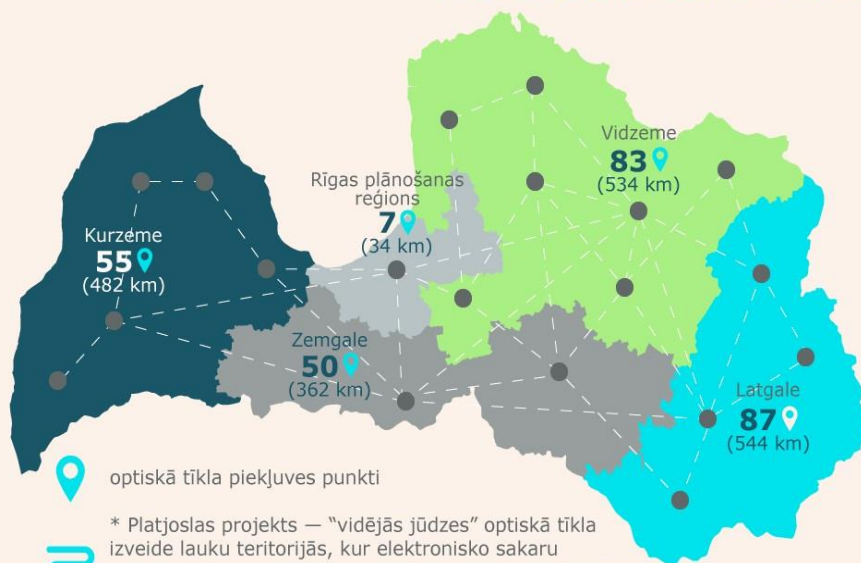 Vidzeme
83
(534 km)
Rīgas plānošanas
reģions
7
(34 km)
Kurzeme
55
(482 km)
Zemgale
50
(362 km)
Latgale
87
(544 km)
optiskā tīkla piekļuves punkti
* Platjoslas projekts — “vidējās jūdzes” optiskā tīkla
izveide lauku teritorijās, kur elektronisko sakaru